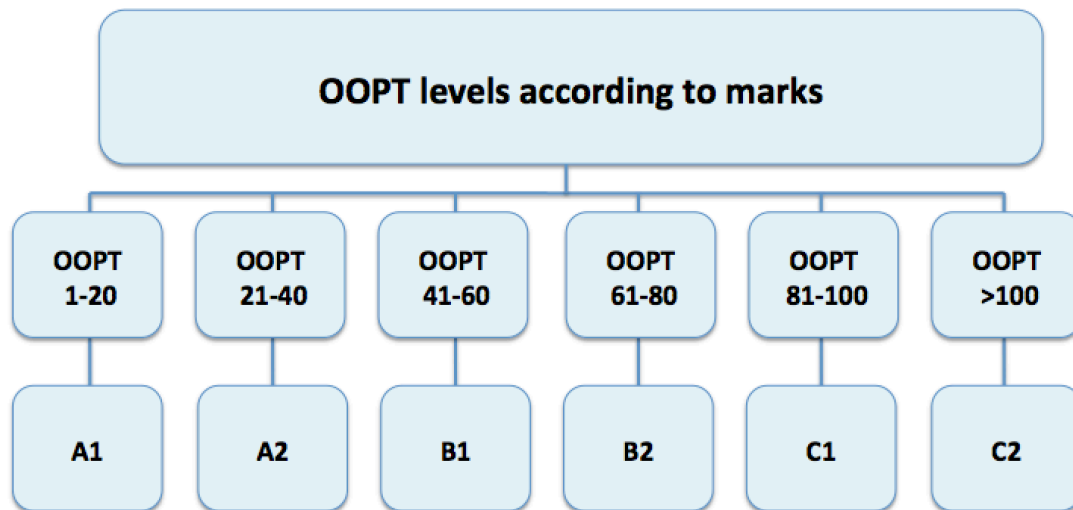 OOPT levels according to marks
OOPT
1-20
OOPT
21-40
OOPT
41-60
OOPT
61-80
OOPT
81-100
OOPT
>100
A1
A2
B1
B2
C1
C2